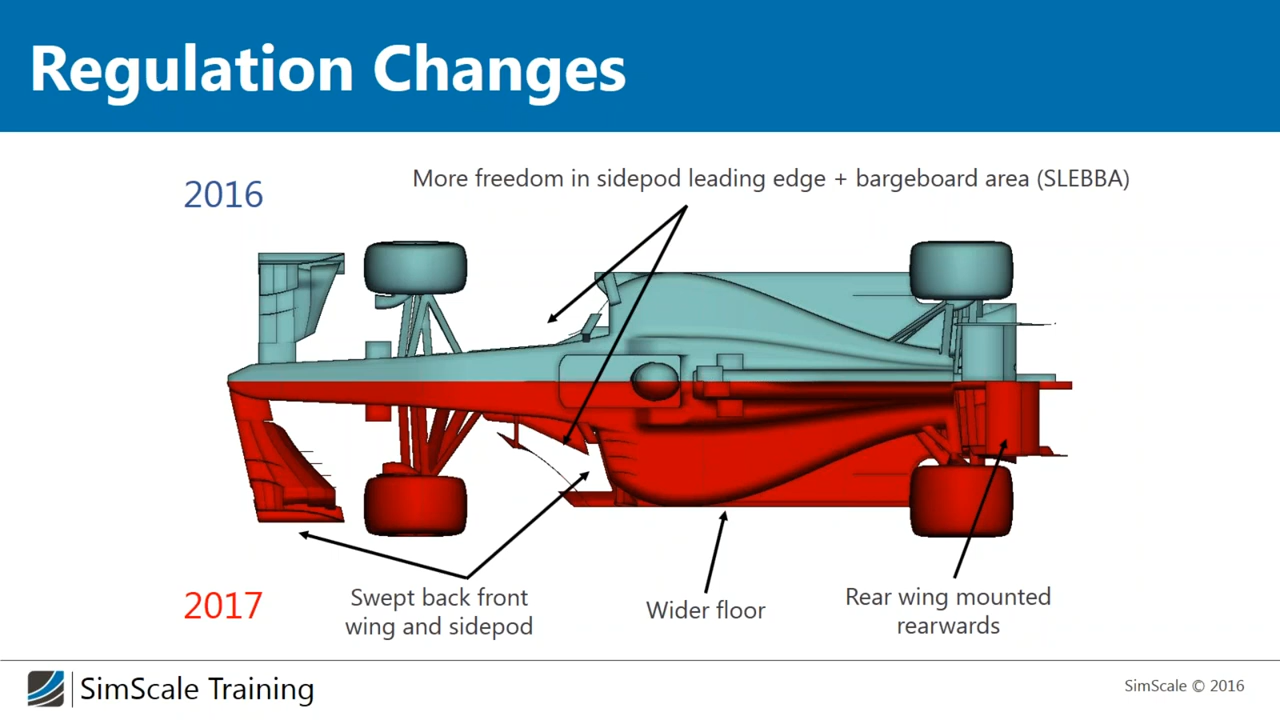 Regulation Changes
2016
More freedom in sidepod leading edge + bargeboard area (SLEBBA)
2017
Swept back front
wing and sidepod
Wider floor
Rear wing mounted
rearwards
SimScale Training
SimScale © 2016